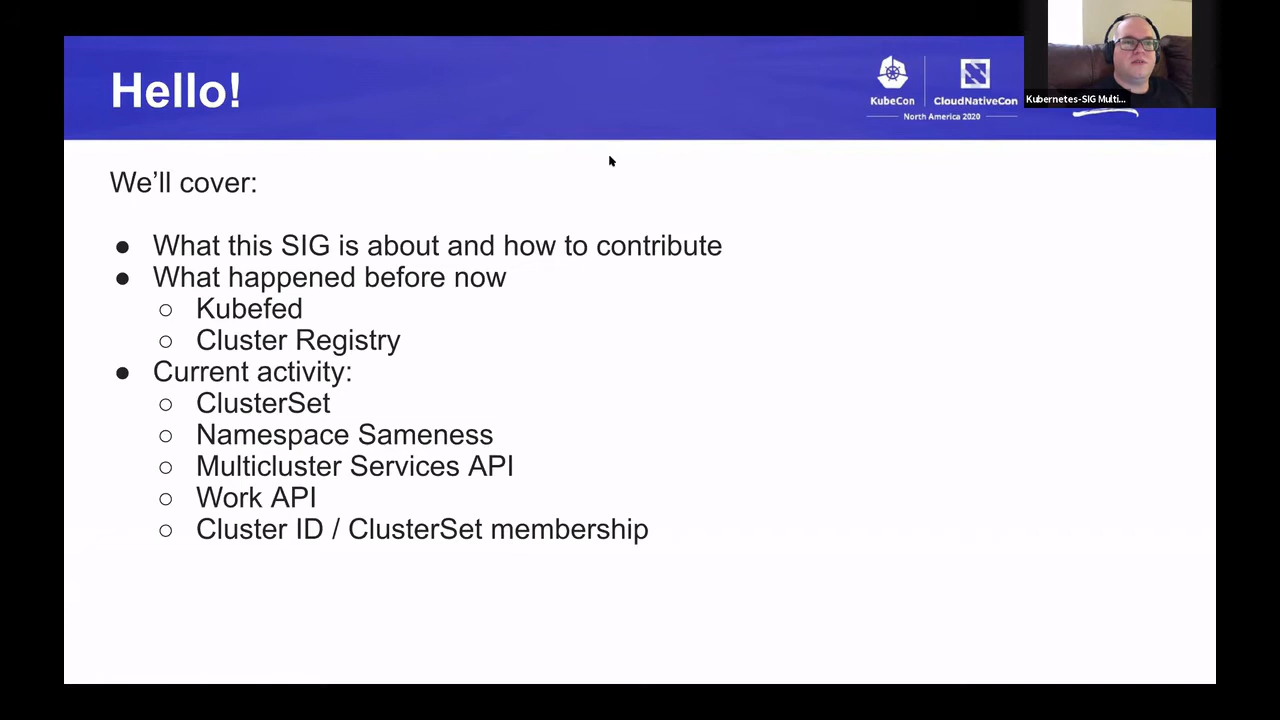 Hello!
KubeCon
CloudNativeCon
North America 2020
Kubernetes-SIG Multi...
We'll cover:
● What this SIG is about and how to contribute
● What happened before now
○ Kubefed
○ Cluster Registry
● Current activity:
○ ClusterSet
○ Namespace Sameness
○ Multicluster Services API
○ Work API
○ Cluster ID / ClusterSet membership